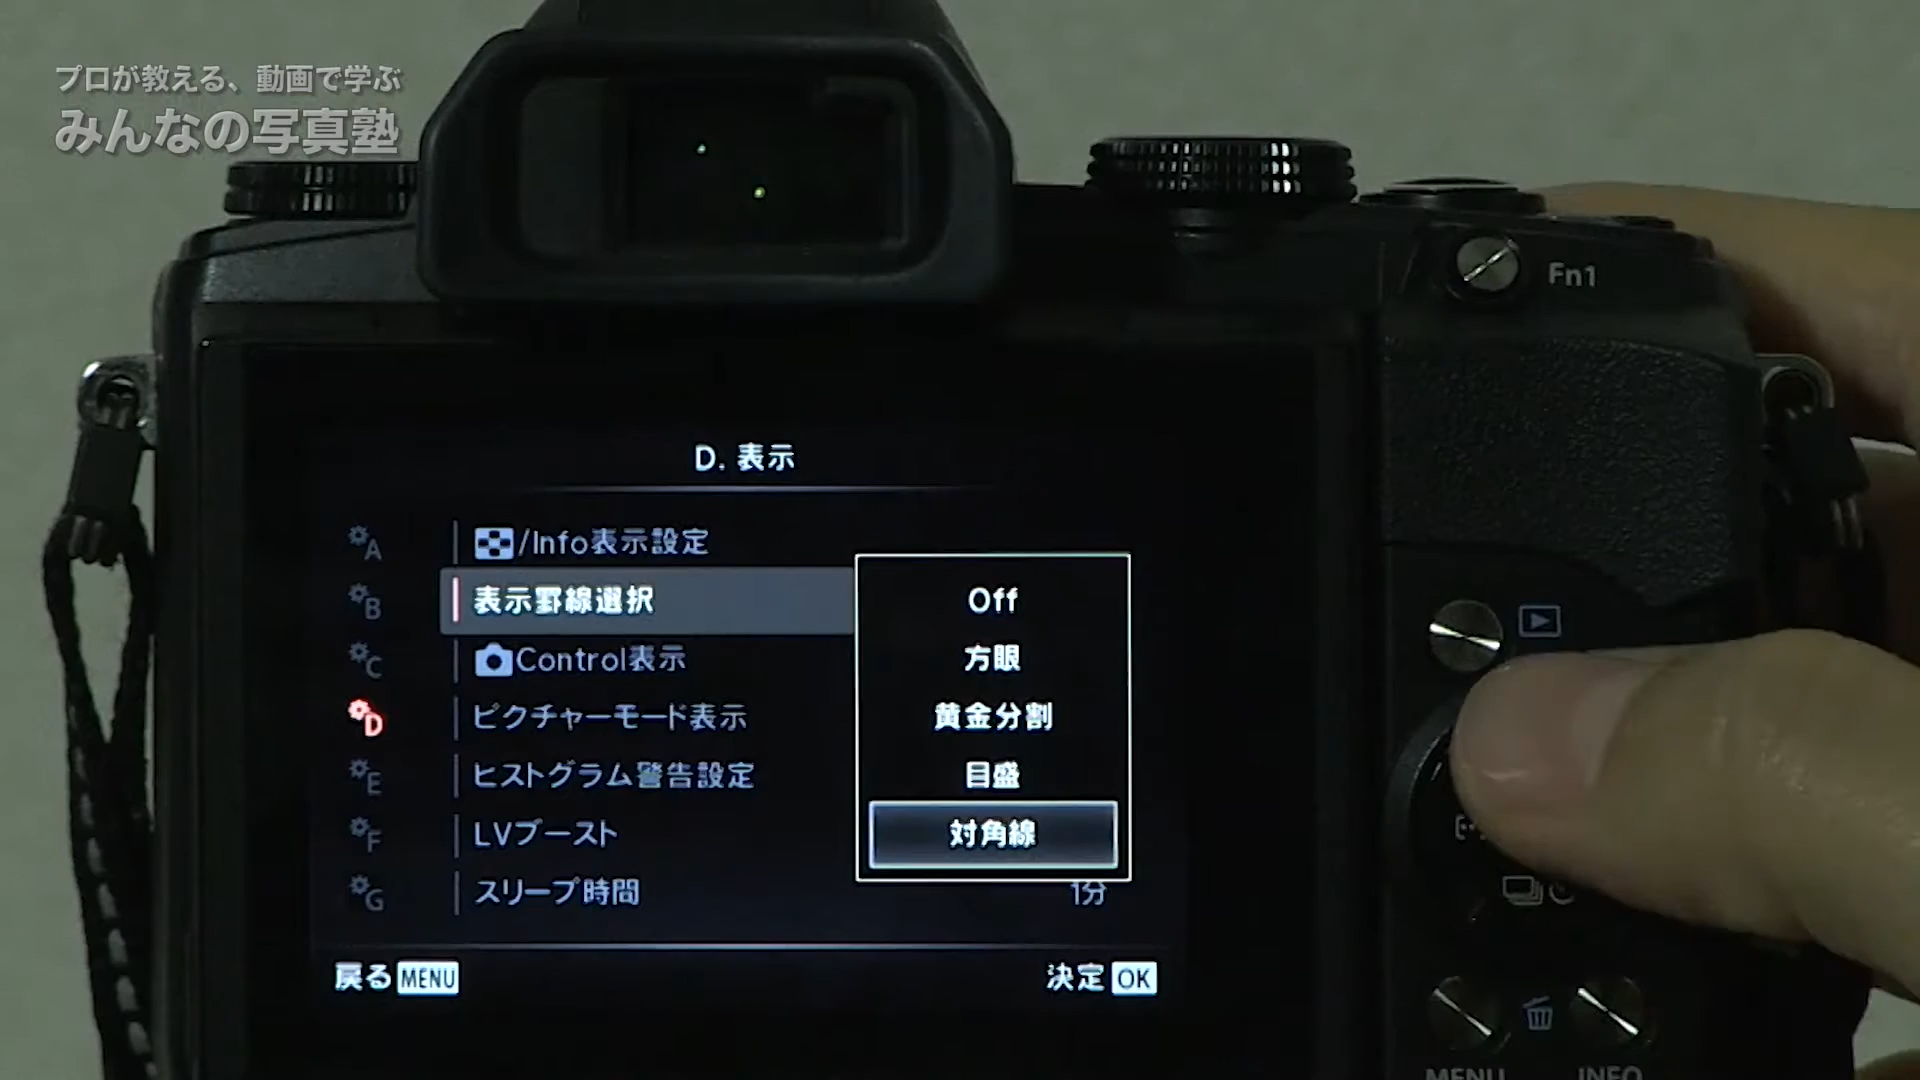 プロが教える、動画で学ぶ
みんなの写真塾
Fn1
D. 表示
A
/Info表示設定
B
表示罫線選択
Off
C
Control表示
方眼
D
ピクチャーモード表示
黄金分割
E
ヒストグラム警告設定
目盛
F
LVブースト
対角線
G
スリープ時間
1分
戻る MENU
決定 OK
MENU
INFO